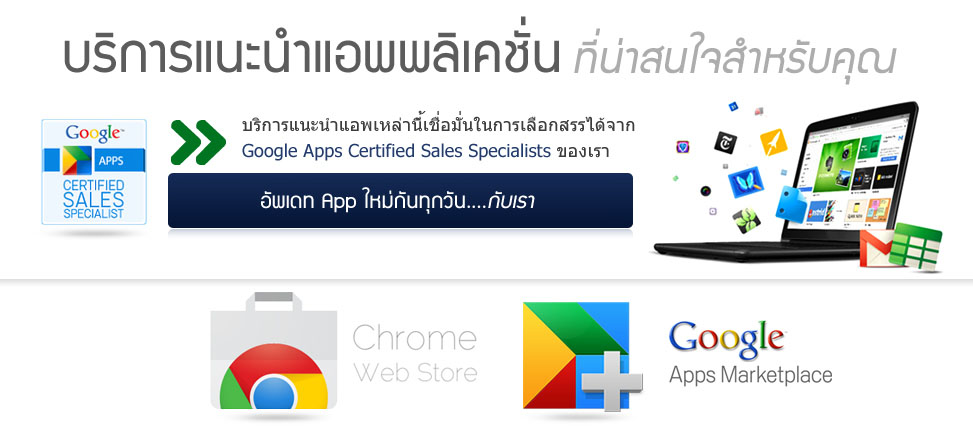 บริการแนะนำแอพพลิเคชั่น ที่น่าสนใจสำหรับคุณ
Google™
APPS
CERTIFIED
SALES
SPECIALIST
บริการแนะนำแอพเหล่านี้เชื่อมั่นในการเลือกสรรได้จาก
Google Apps Certified Sales Specialists ของเรา
อัพเดท App ใหม่กันทุกวัน....กับเรา
Chrome
Web Store
Google™
Apps Marketplace